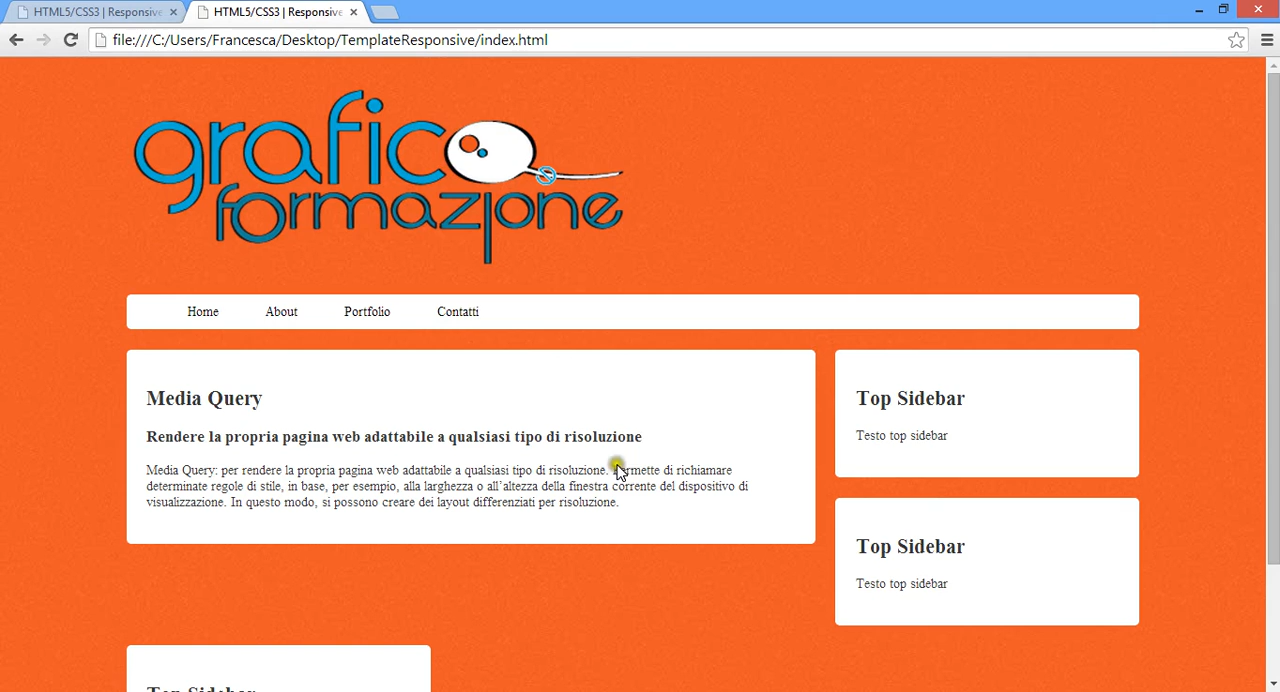 HTML5/CSS3 | Responsive
HTML5/CSS3 | Responsive
file:///C:/Users/Francesca/Desktop/TemplateResponsive/index.html
grafico
formazione
Home About Portfolio Contatti
Media Query
Rendere la propria pagina web adattabile a qualsiasi tipo di risoluzione
Media Query: per rendere la propria pagina web adattabile a qualsiasi tipo di risoluzione. Permette di richiamare
determinate regole di stile, in base, per esempio, alla larghezza o all'altezza della finestra corrente del dispositivo di
visualizzazione. In questo modo, si possono creare dei layout differenziati per risoluzione.
Top Sidebar
Testo top sidebar
Top Sidebar
Testo top sidebar
Top Sidebar